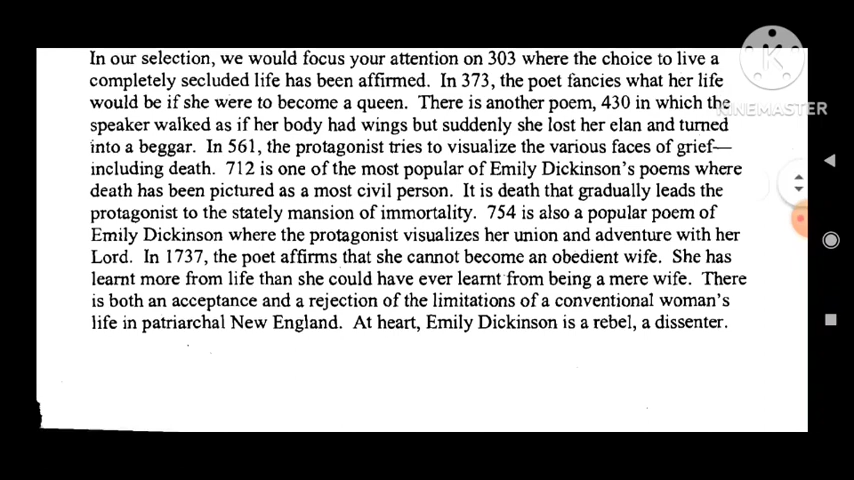 In our selection, we would focus your attention on 303 where the choice to live a
completely secluded life has been affirmed. In 373, the poet fancies what her life
would be if she were to become a queen. There is another poem, 430 in which the
speaker walked as if her body had wings but suddenly she lost her elan and turned
into a beggar. In 561, the protagonist tries to visualize the various faces of grief—
including death. 712 is one of the most popular of Emily Dickinson's poems where
death has been pictured as a most civil person. It is death that gradually leads the
protagonist to the stately mansion of immortality. 754 is also a popular poem of
Emily Dickinson where the protagonist visualizes her union and adventure with her
Lord. In 1737, the poet affirms that she cannot become an obedient wife. She has
learnt more from life than she could have ever learnt from being a mere wife. There
is both an acceptance and a rejection of the limitations of a conventional woman's
life in patriarchal New England. At heart, Emily Dickinson is a rebel, a dissenter.
K
KINEMASTER